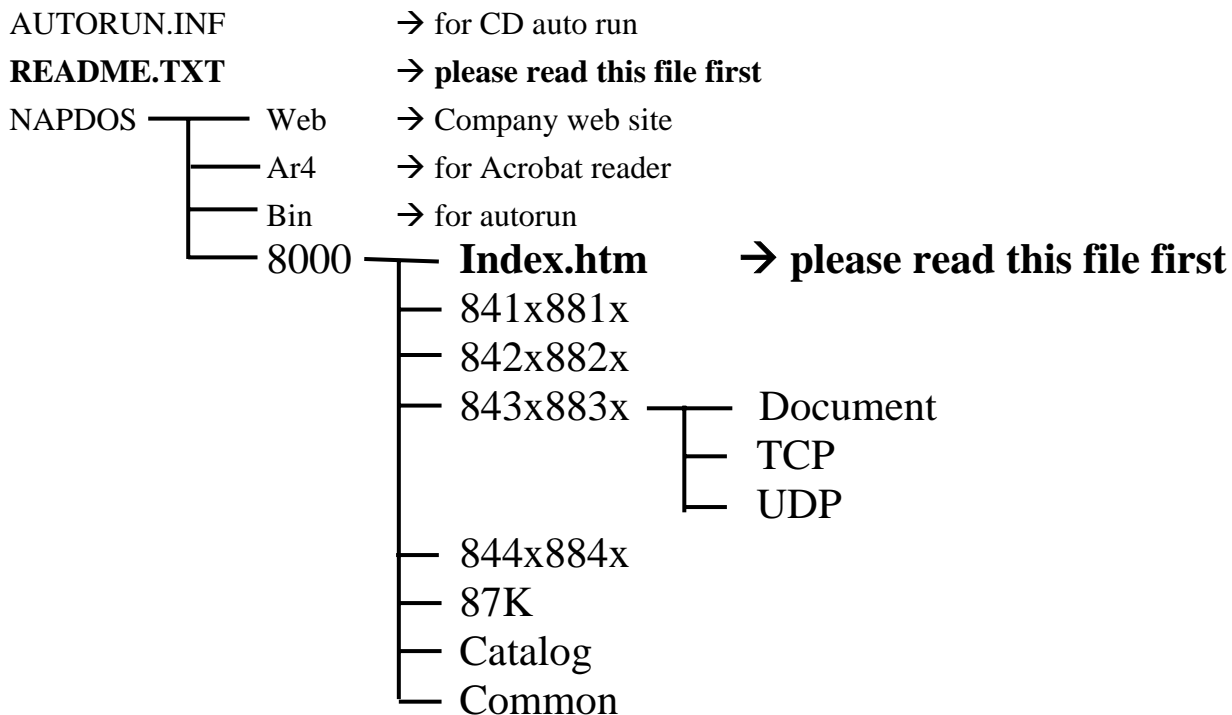 AUTORUN.INF → for CD auto run
README.TXT → please read this file first
NAPDOS Web → Company web site
Ar4 → for Acrobat reader
Bin → for autorun
8000 Index.htm → please read this file first
841x881x
842x882x
843x883x Document
TCP
UDP
844x884x
87K
Catalog
Common